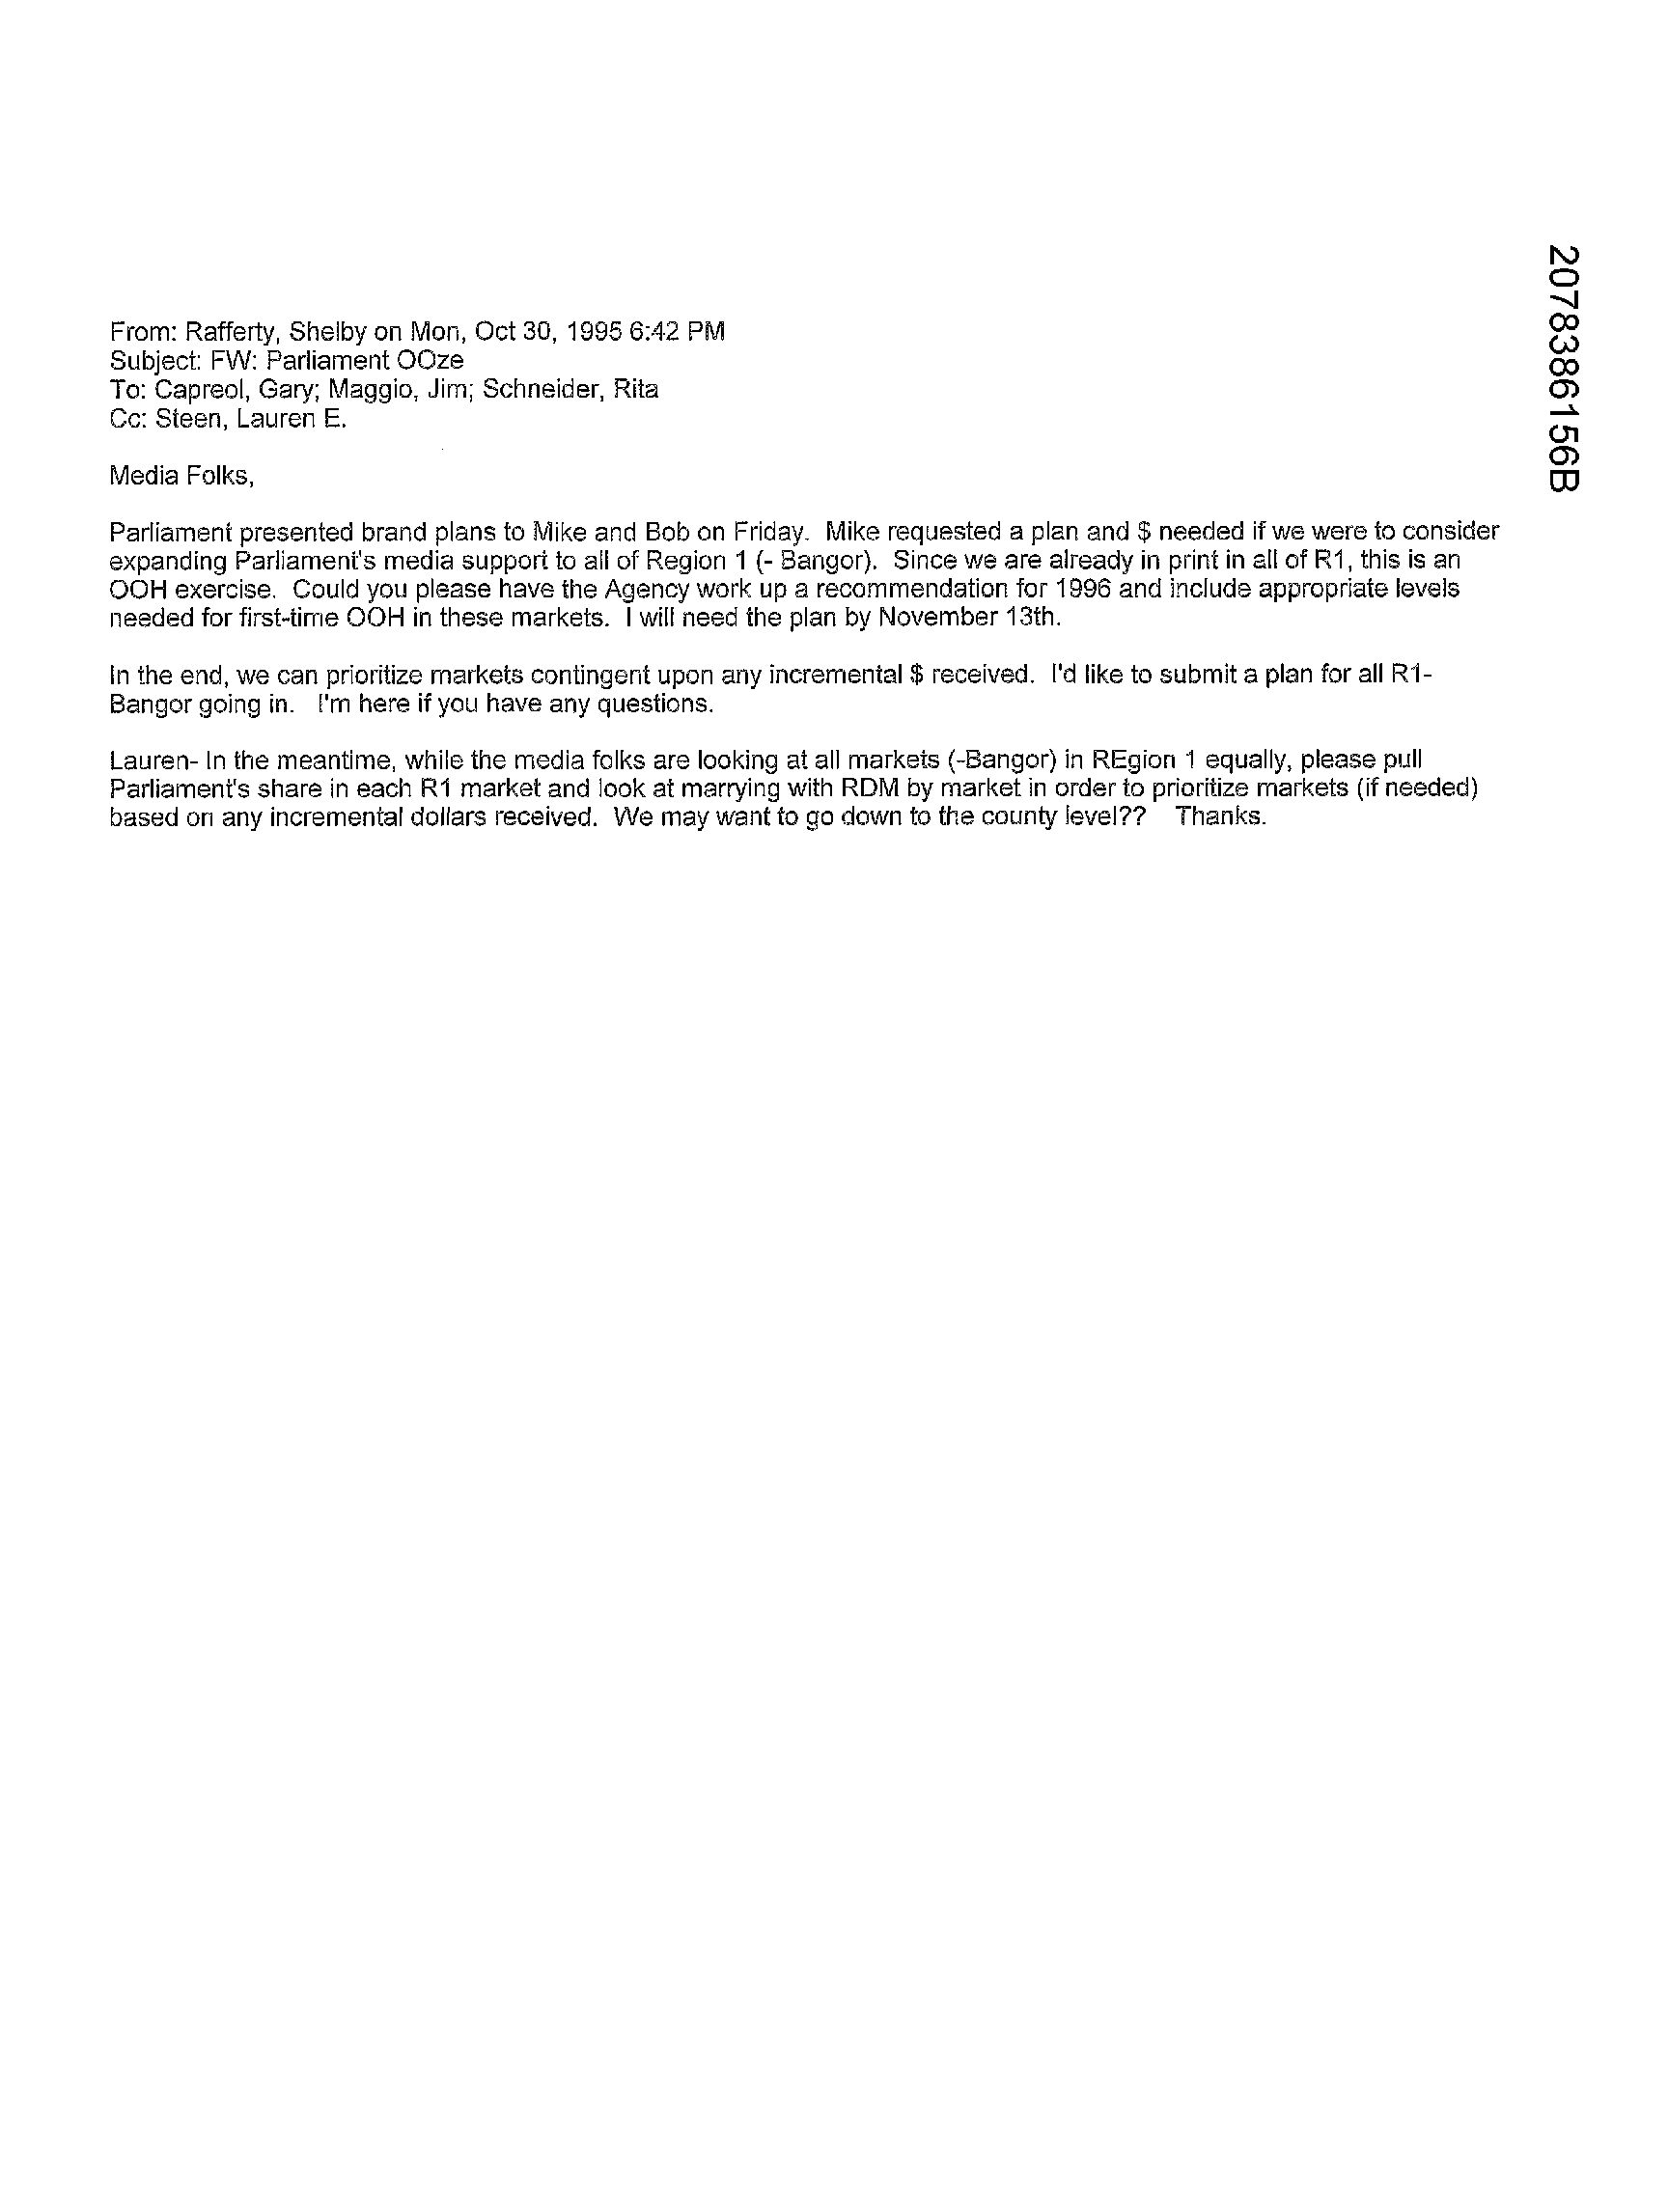 2078386156B
From: Rafferty, Shelby on Mon, Oct 30, 1995 6:42 PM
Subject: FW: Parliament OOze
To: Capreol, Gary; Maggio, Jim; Schneider, Rita
Cc: Steen, Lauren E.
Media Folks,
Parliament presented brand plans to Mike and Bob on Friday.  Mike requested a plan and $ needed if we were to consider
expanding Parliament's media support to all of Region 1 (- Bangor).  Since we are already in print in all of R1, this is an
OOH exercise.  Could you please have the Agency work up a recommendation for 1996 and include appropriate levels
needed for first-time OOH in these markets.  I will need the plan by November 13th.
In the end, we can prioritize markets contingent upon any incremental $ received.  I'd like to submit a plan for all R1-
Bangor going in.   I'm here if you have any questions.
Lauren- In the meantime, while the media folks are looking at all markets (-Bangor) in REgion 1 equally, please pull
Parliament's share in each R1 market and look at marrying with RDM by market in order to prioritize markets (if needed)
based on any incremental dollars received.  We may want to go down to the county level??   Thanks.